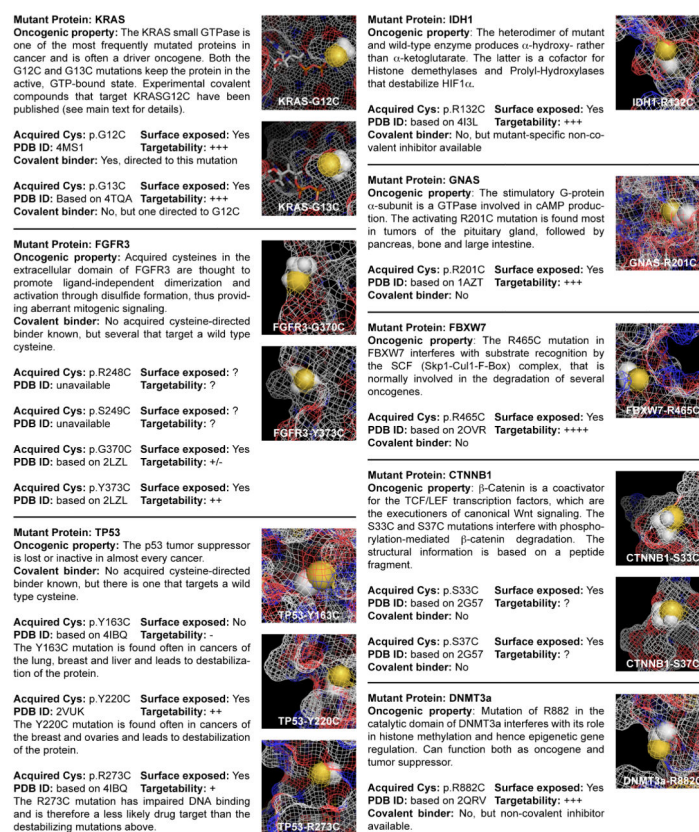 Mutant Protein: KRAS
Oncogenic property: The KRAS small GTPase is
one of the most frequently mutated proteins in
cancer and is often a driver oncogene. Both the
G12C and G13C mutations keep the protein in the
active, GTP-bound state. Experimental covalent
compounds that target KRASG12C have been
published (see main text for details).
Acquired Cys: p.G12C Surface exposed: Yes
PDB ID: 4MS1 Targetability: +++
Covalent binder: Yes, directed to this mutation
Acquired Cys: p.G13C Surface exposed: Yes
PDB ID: Based on 4TQA Targetability: +++
Covalent binder: No, but one directed to G12C
KRAS-G12C
KRAS-G13C
Mutant Protein: FGFR3
Oncogenic property: Acquired cysteines in the
extracellular domain of FGFR3 are thought to
promote ligand-independent dimerization and
activation through disulfide formation, thus provid-
ing aberrant mitogenic signaling.
Covalent binder: No acquired cysteine-directed
binder known, but several that target a wild type
cysteine.
Acquired Cys: p.R248C Surface exposed: ?
PDB ID: unavailable Targetability: ?
Acquired Cys: p.S249C Surface exposed: ?
PDB ID: unavailable Targetability: ?
Acquired Cys: p.G370C Surface exposed: Yes
PDB ID: based on 2LZL Targetability: +/-
Acquired Cys: p.Y373C Surface exposed: Yes
PDB ID: based on 2LZL Targetability: ++
FGFR3-G370C
FGFR3-Y373C
Mutant Protein: TP53
Oncogenic property: The p53 tumor suppressor
is lost or inactive in almost every cancer.
Covalent binder: No acquired cysteine-directed
binder known, but there is one that targets a wild
type cysteine.
Acquired Cys: p.Y163C Surface exposed: No
PDB ID: based on 4IBQ Targetability: -
The Y163C mutation is found often in cancers of
the lung, breast and liver and leads to destabiliza-
tion of the protein.
Acquired Cys: p.Y220C Surface exposed: Yes
PDB ID: 2VUK Targetability: ++
The Y220C mutation is found often in cancers of
the breast and ovaries and leads to destabilization
of the protein.
Acquired Cys: p.R273C Surface exposed: Yes
PDB ID: based on 4IBQ Targetability: +
The R273C mutation has impaired DNA binding
and is therefore a less likely drug target than the
destabilizing mutations above.
TP53-Y163C
TP53-Y220C
TP53-R273C
Mutant Protein: IDH1
Oncogenic property: The heterodimer of mutant
and wild-type enzyme produces α-hydroxy- rather
than α-ketoglutarate. The latter is a cofactor for
Histone demethylases and Prolyl-Hydroxylases
that destabilize HIF1α.
Acquired Cys: p.R132C Surface exposed: Yes
PDB ID: based on 4I3L Targetability: +++
Covalent binder: No, but mutant-specific non-co-
valent inhibitor available
IDH1-R132C
Mutant Protein: GNAS
Oncogenic property: The stimulatory G-protein
α-subunit is a GTPase involved in cAMP produc-
tion. The activating R201C mutation is found most
in tumors of the pituitary gland, followed by
pancreas, bone and large intestine.
Acquired Cys: p.R201C Surface exposed: Yes
PDB ID: based on 1AZT Targetability: +++
Covalent binder: No
GNAS-R201C
Mutant Protein: FBXW7
Oncogenic property: The R465C mutation in
FBXW7 interferes with substrate recognition by
the SCF (Skp1-Cul1-F-Box) complex, that is
normally involved in the degradation of several
oncogenes.
Acquired Cys: p.R465C Surface exposed: Yes
PDB ID: based on 2OVR Targetability: ++++
Covalent binder: No
FBXW7-R465C
Mutant Protein: CTNNB1
Oncogenic property: β-Catenin is a coactivator
for the TCF/LEF transcription factors, which are
the executioners of canonical Wnt signaling. The
S33C and S37C mutations interfere with phospho-
rylation-mediated β-catenin degradation. The
structural information is based on a peptide
fragment.
Acquired Cys: p.S33C Surface exposed: Yes
PDB ID: based on 2G57 Targetability: ?
Covalent binder: No
Acquired Cys: p.S37C Surface exposed: Yes
PDB ID: based on 2G57 Targetability: ?
Covalent binder: No
CTNNB1-S33C
CTNNB1-S37C
Mutant Protein: DNMT3a
Oncogenic property: Mutation of R882 in the
catalytic domain of DNMT3a interferes with its role
in histone methylation and hence epigenetic gene
regulation. Can function both as oncogene and
tumor suppressor.
Acquired Cys: p.R882C Surface exposed: Yes
PDB ID: based on 2QRV Targetability: +++
Covalent binder: No, but non-covalent inhibitor
available.
DNMT3a-R882C